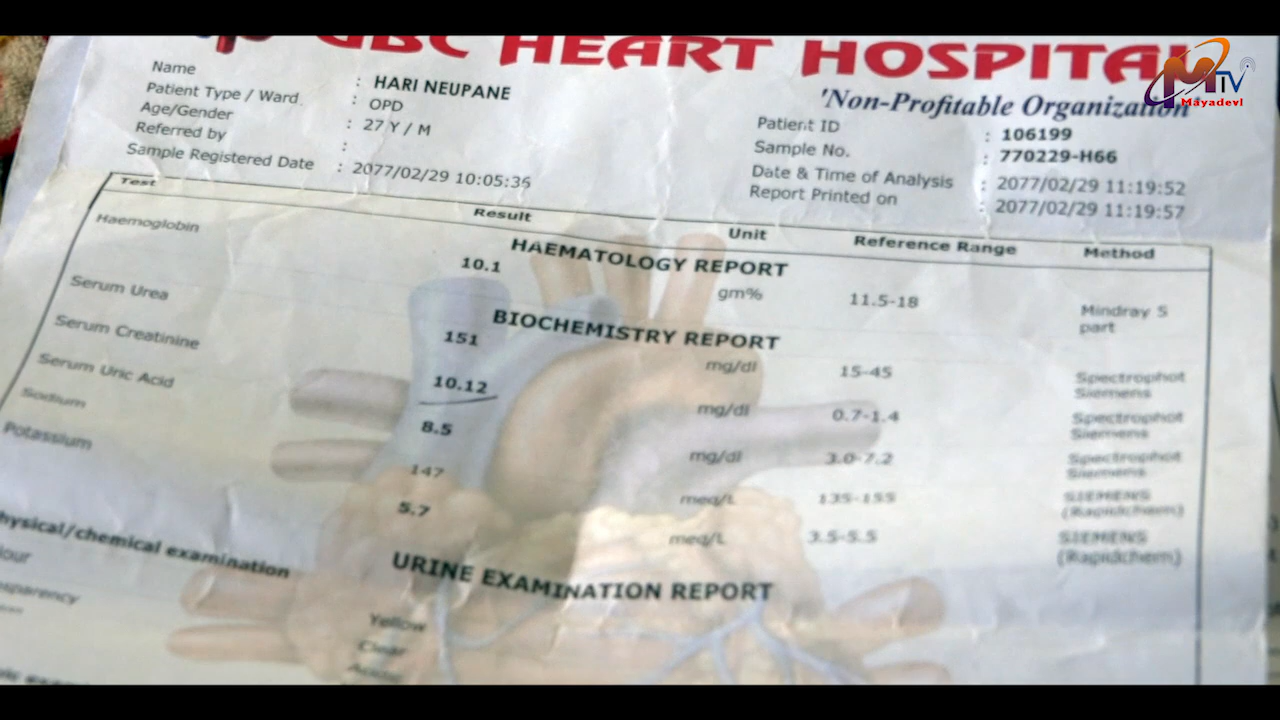 GBC HEART HOSPITAL
'Non-Profitable Organization
MTV
Mayadevi
Name : HARI NEUPANE
Patient Type / Ward : OPD
Age/Gender : 27 Y / M
Referred by :
Sample Registered Date : 2077/02/29 10:05:36
Patient ID : 106199
Sample No. : 770229-H66
Date & Time of Analysis : 2077/02/29 11:19:52
Report Printed on : 2077/02/29 11:19:57
Test Result Unit Reference Range Method
HAEMATOLOGY REPORT
Haemoglobin 10.1 gm% 11.5-18 Mindray 5
part
BIOCHEMISTRY REPORT
Serum Urea 151 mg/dl 15-45 Spectrophot
Siemens
Serum Creatinine 10.12 mg/dl 0.7-1.4 Spectrophot
Siemens
Serum Uric Acid 8.5 mg/dl 3.0-7.2 Spectrophot
Siemens
Sodium 147 meq/L 135-155 SIEMENS
(Rapidchem)
Potassium 5.7 meq/L 3.5-5.5 SIEMENS
(Rapidchem)
URINE EXAMINATION REPORT
hysical/chemical examination
lour Yellow
nsparency Clear